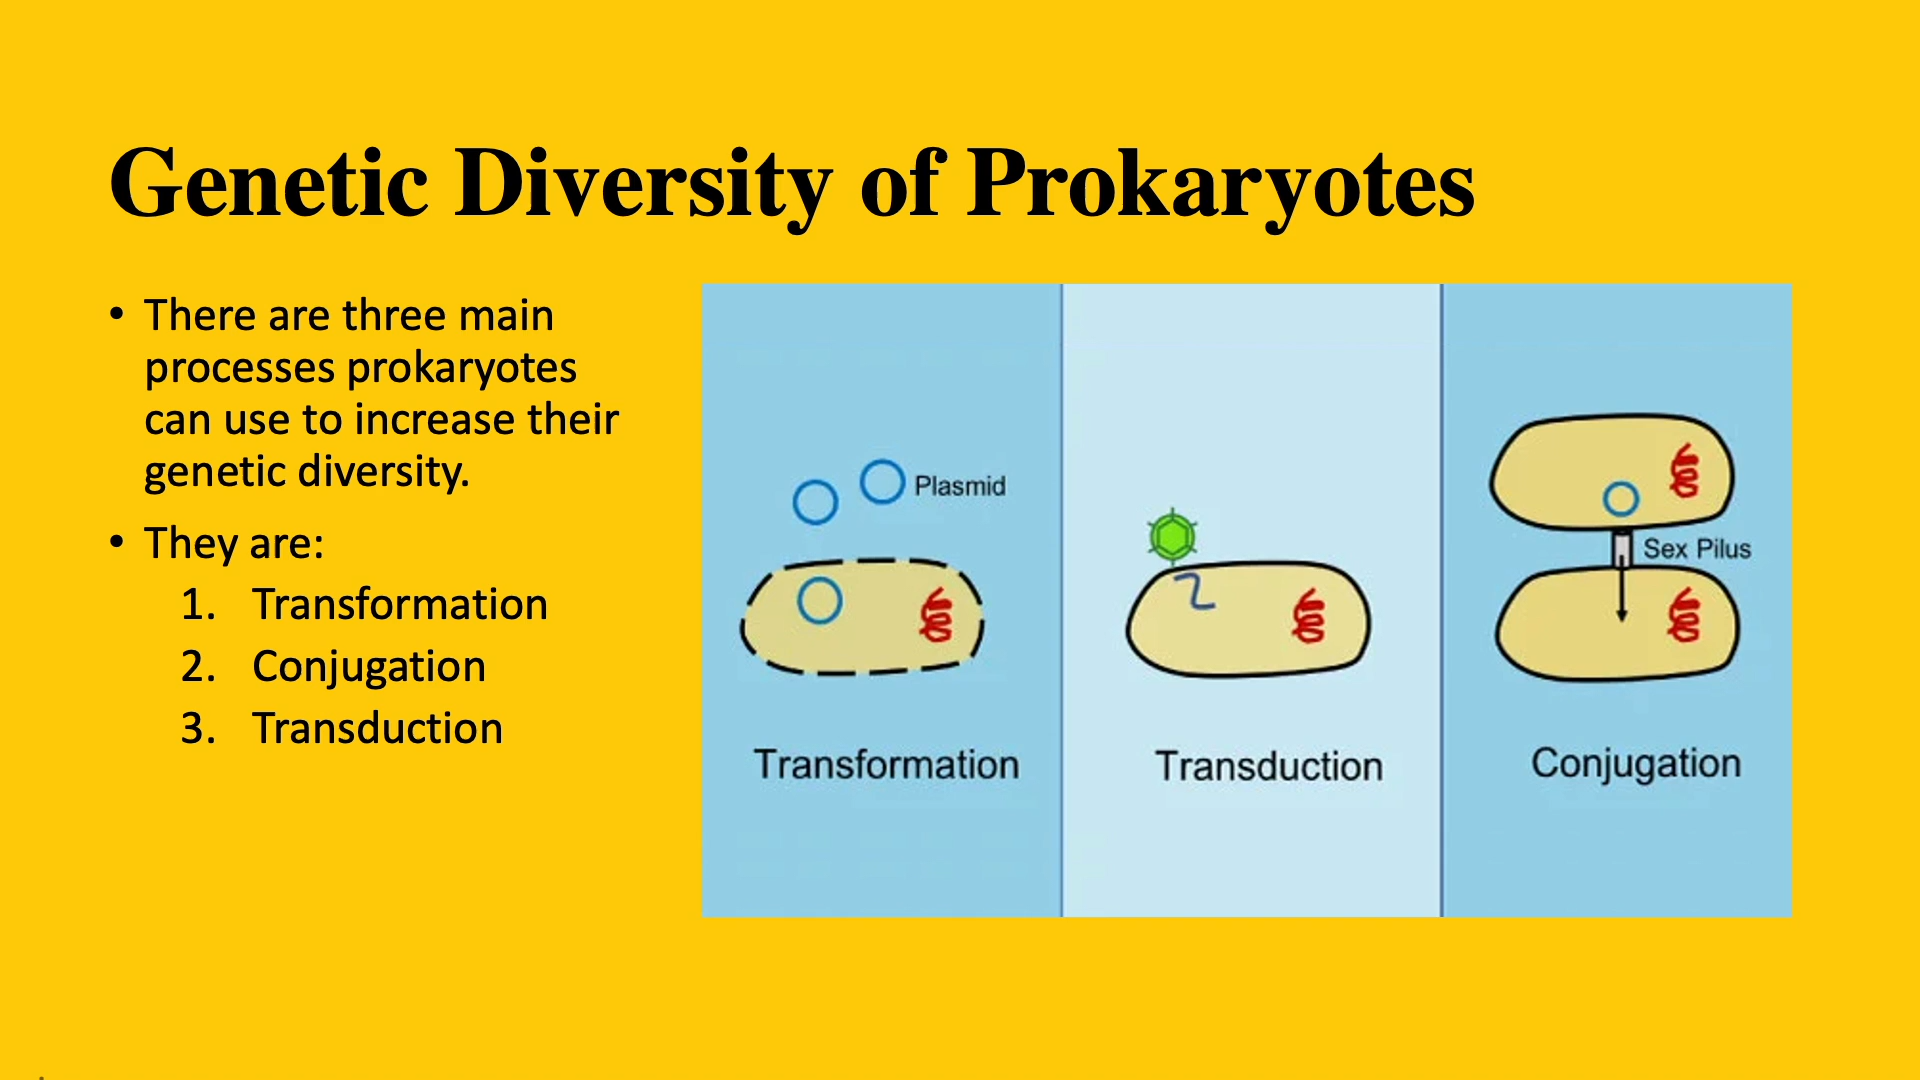 Genetic Diversity of Prokaryotes
• There are three main
processes prokaryotes
can use to increase their
genetic diversity.
• They are:
1. Transformation
2. Conjugation
3. Transduction
Plasmid
Sex Pilus
Transformation
Transduction
Conjugation